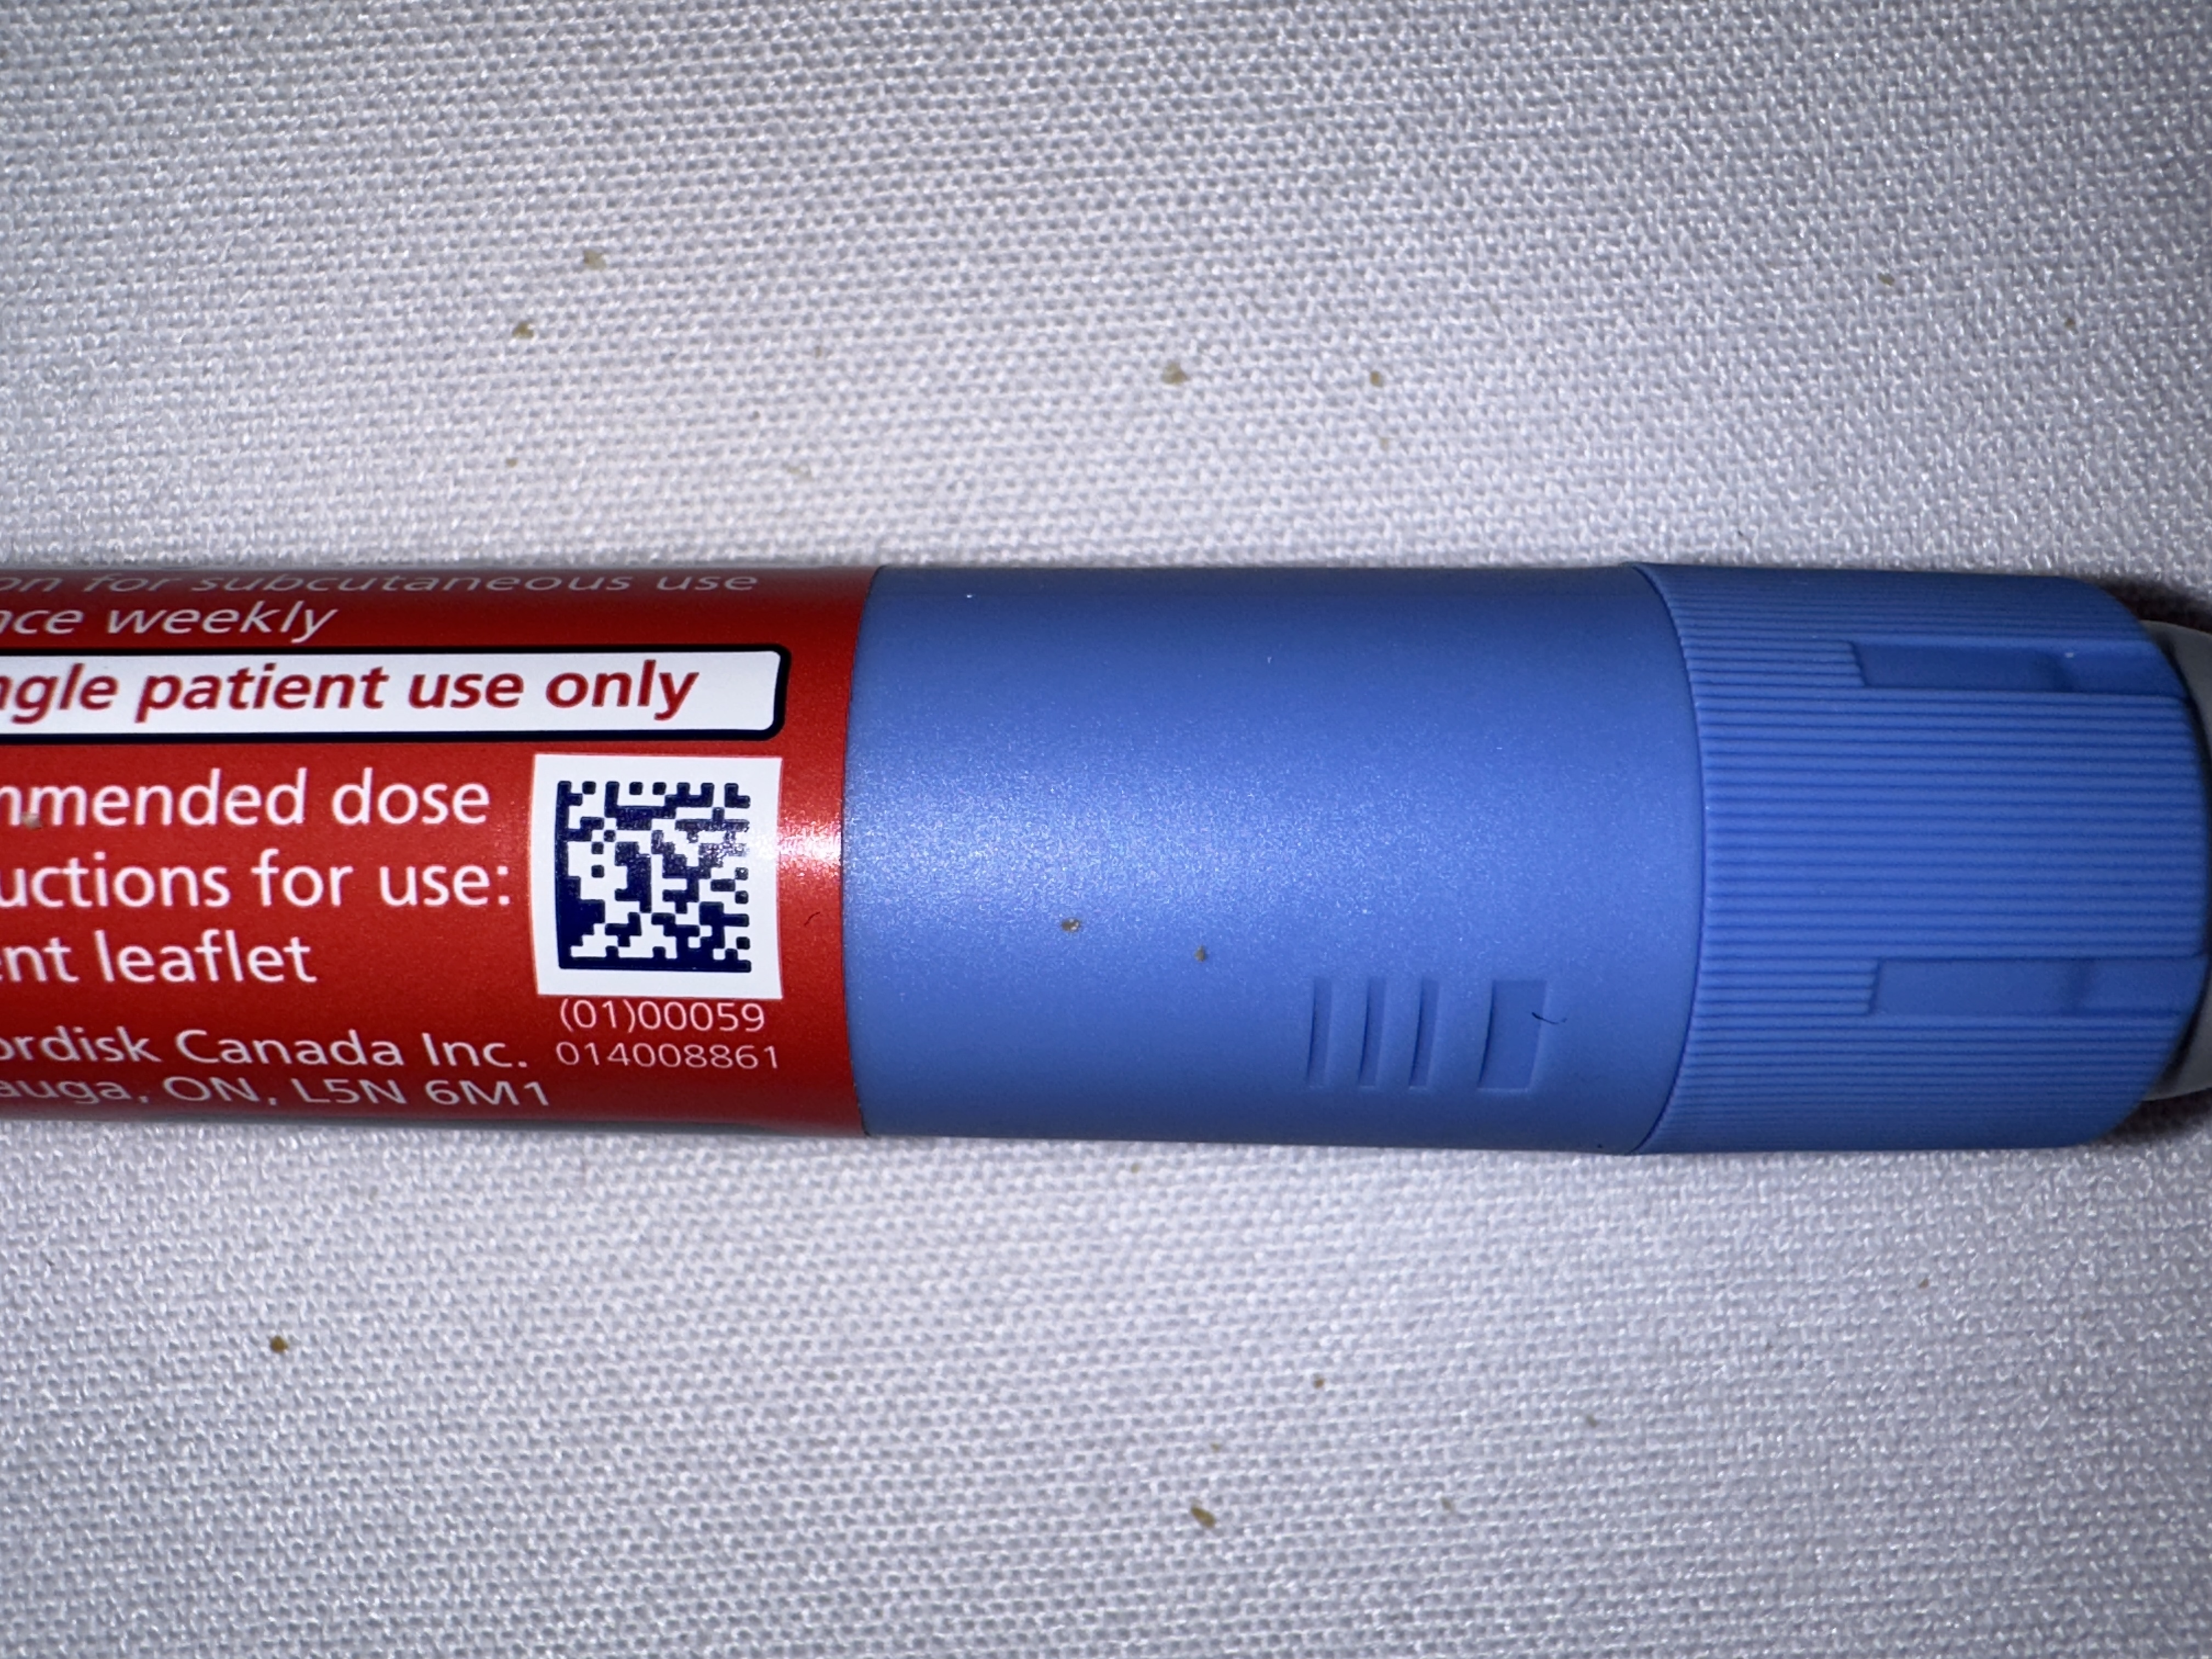 on for subcutaneous use
nce weekly
ngle patient use only
mmended dose
uctions for use:
ent leaflet
(01)00059
014008861
ordisk Canada Inc.
auga, ON, L5N 6M1